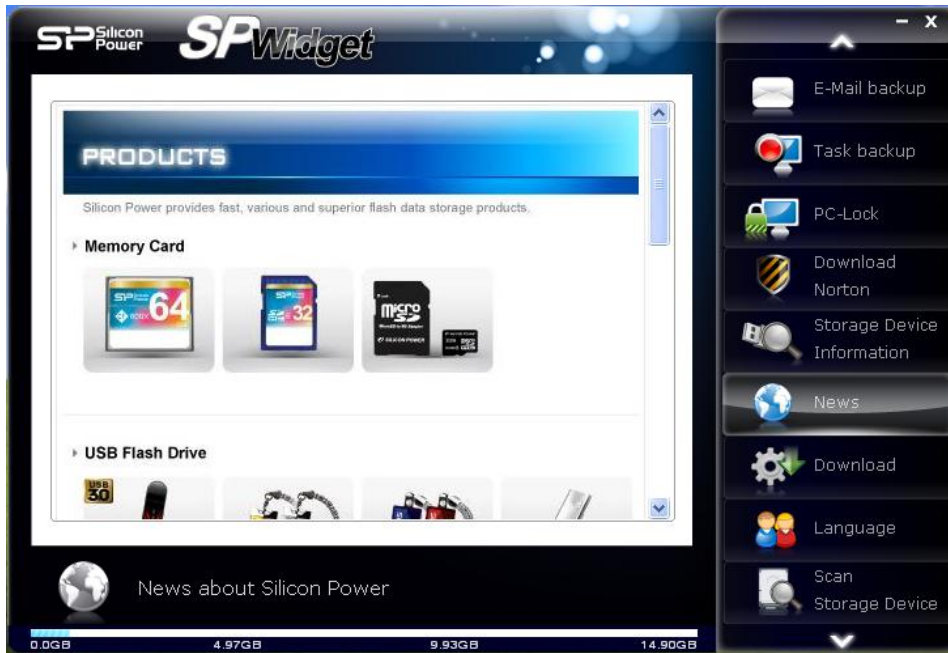 SP Silicon Power
SPWidget
- X
E-Mail backup
Task backup
PC-Lock
Download
Norton
Storage Device
Information
News
Download
Language
Scan
Storage Device
PRODUCTS
Silicon Power provides fast, various and superior flash data storage products.
Memory Card
SP
600X
64
SP
32
micro
SD
SILICON POWER
USB Flash Drive
USB
3.0
News about Silicon Power
0.0GB 4.97GB 9.93GB 14.90GB